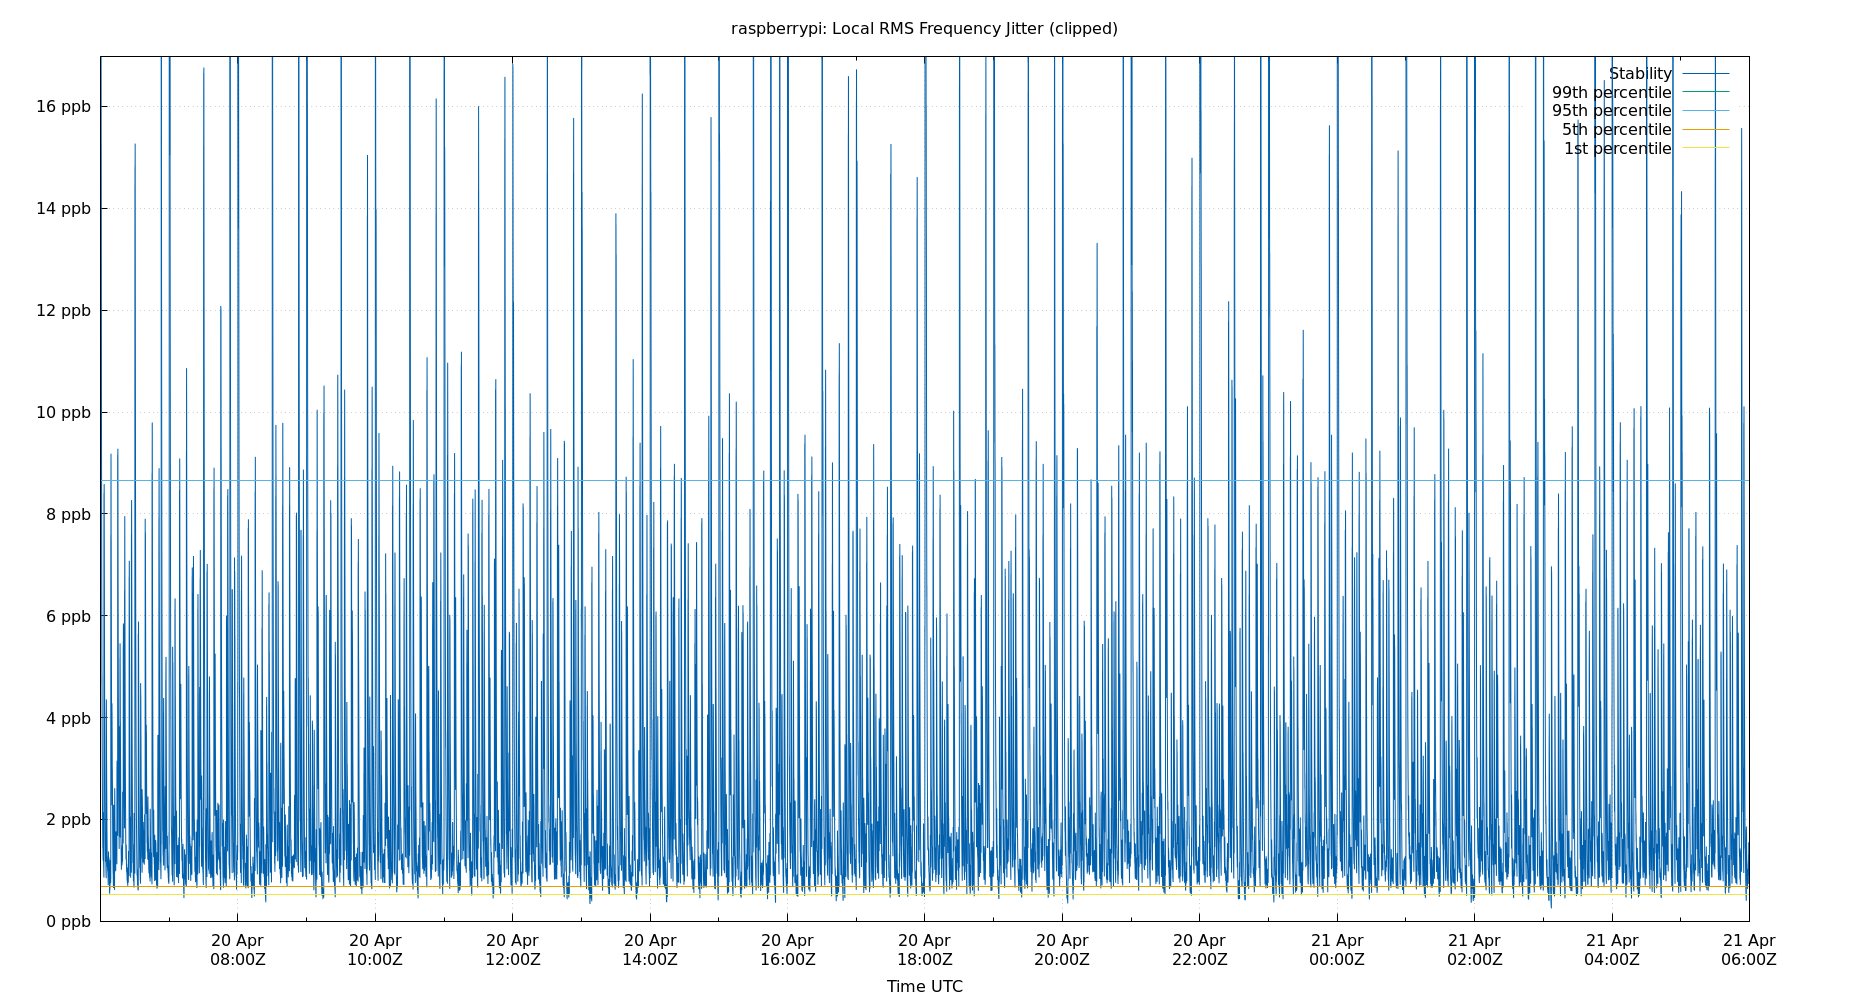 raspberrypi: Local RMS Frequency Jitter (clipped)
Stability
99th percentile
95th percentile
5th percentile
1st percentile
16 ppb
14 ppb
12 ppb
10 ppb
8 ppb
6 ppb
4 ppb
2 ppb
0 ppb
20 Apr 20 Apr 20 Apr 20 Apr 20 Apr 20 Apr 20 Apr 20 Apr 21 Apr 21 Apr 21 Apr 21 Apr
08:00Z 10:00Z 12:00Z 14:00Z 16:00Z 18:00Z 20:00Z 22:00Z 00:00Z 02:00Z 04:00Z 06:00Z
Time UTC